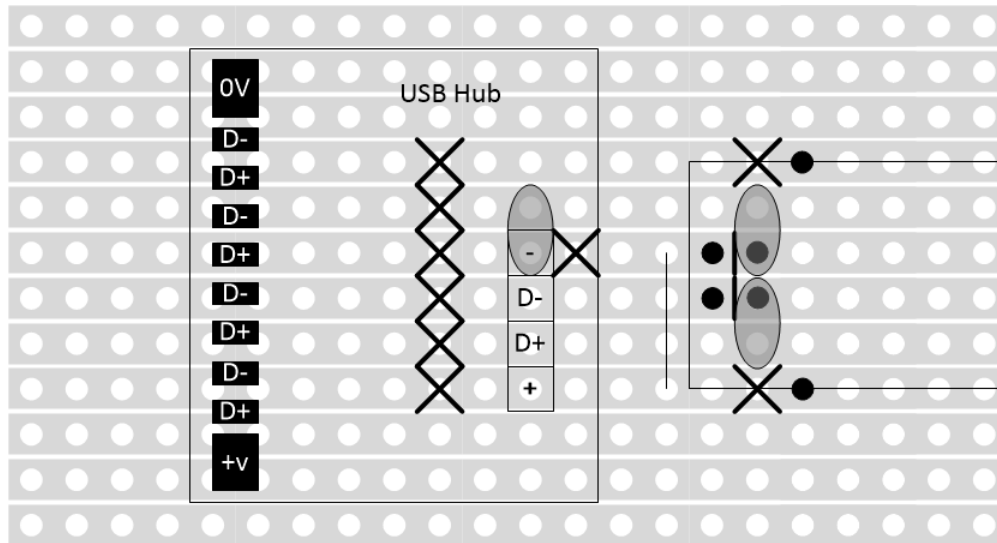 0V
USB Hub
D-
D+
D-
D+
-
D-
D-
D+
D+
D-
+
D+
+v